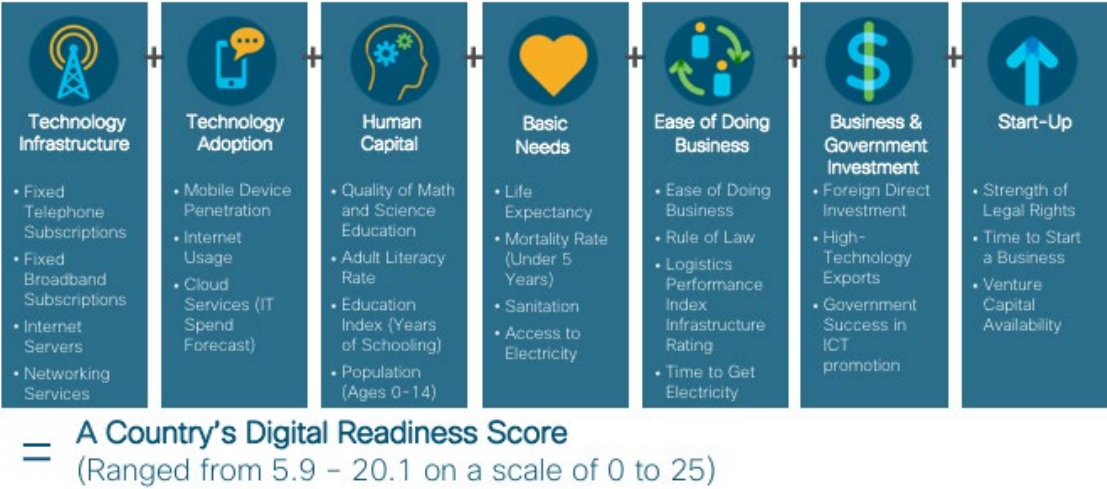 Technology
Infrastructure
• Fixed
Telephone
Subscriptions
• Fixed
Broadband
Subscriptions
• Internet
Servers
• Networking
Services
+
Technology
Adoption
• Mobile Device
Penetration
• Internet
Usage
• Cloud
Services (IT
Spend
Forecast)
+
Human
Capital
• Quality of Math
and Science
Education
• Adult Literacy
Rate
• Education
Index (Years
of Schooling)
• Population
(Ages 0-14)
+
Basic
Needs
• Life
Expectancy
• Mortality Rate
(Under 5
Years)
• Sanitation
• Access to
Electricity
+
Ease of Doing
Business
• Ease of Doing
Business
• Rule of Law
• Logistics
Performance
Index
Infrastructure
Rating
• Time to Get
Electricity
+
$
Business &
Government
Investment
• Foreign Direct
Investment
• High-
Technology
Exports
• Government
Success in
ICT
promotion
+
Start-Up
• Strength of
Legal Rights
• Time to Start
a Business
• Venture
Capital
Availability
= A Country's Digital Readiness Score
(Ranged from 5.9 – 20.1 on a scale of 0 to 25)